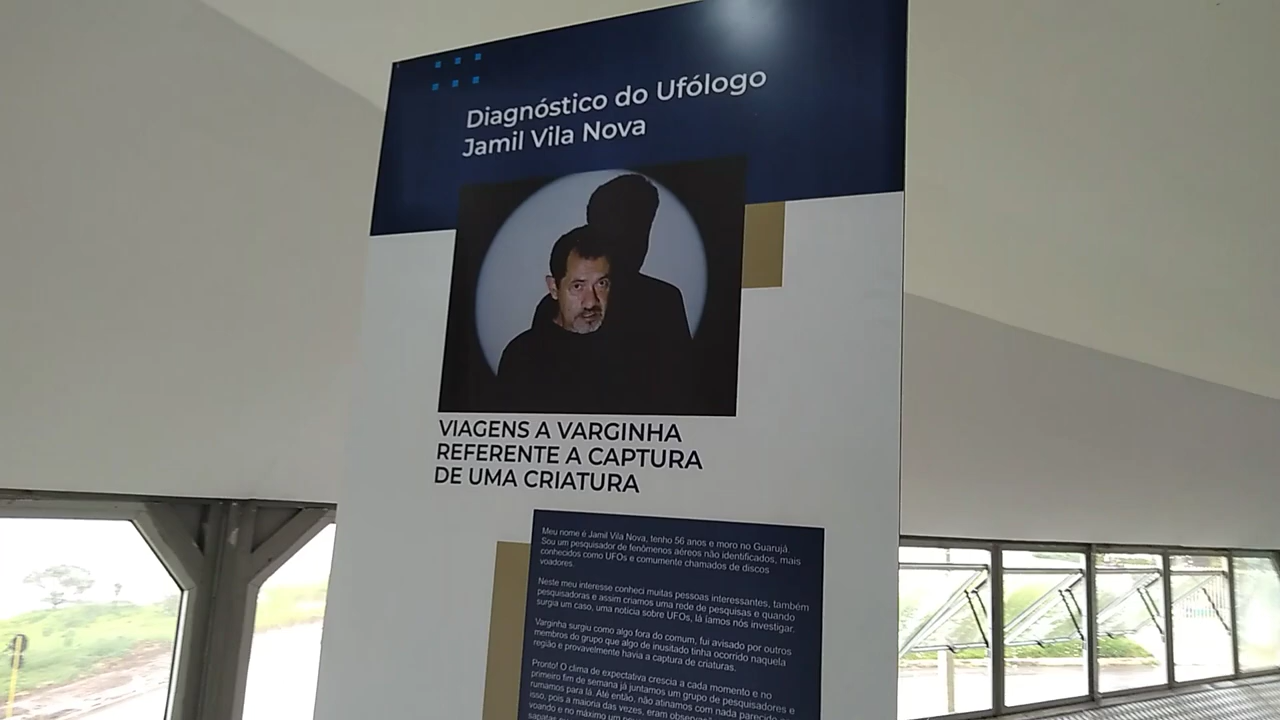 Diagnóstico do Ufólogo
Jamil Vila Nova
VIAGENS A VARGINHA
REFERENTE A CAPTURA
DE UMA CRIATURA
Meu nome é Jamil Vila Nova, tenho 56 anos e moro no Guarujá.
Sou um pesquisador de fenômenos aéreos não identificados, mais
conhecidos como UFOs e comumente chamados de discos
voadores.
Neste meu interesse conheci muitas pessoas interessantes, também
pesquisadoras e assim criamos uma rede de pesquisas e quando
surgia um caso, uma notícia sobre UFOs, lá íamos nós investigar.
Varginha surgiu como algo fora do comum, fui avisado por outros
membros do grupo que algo de inusitado tinha ocorrido naquela
região e provavelmente havia a captura de criaturas.
Pronto! O clima de expectativa crescia a cada momento e no
primeiro fim de semana já juntamos um grupo de pesquisadores e
rumamos para lá. Até então, não atinamos com nada parecido
isso, pois a maioria das vezes, eram
voando e no máximo um